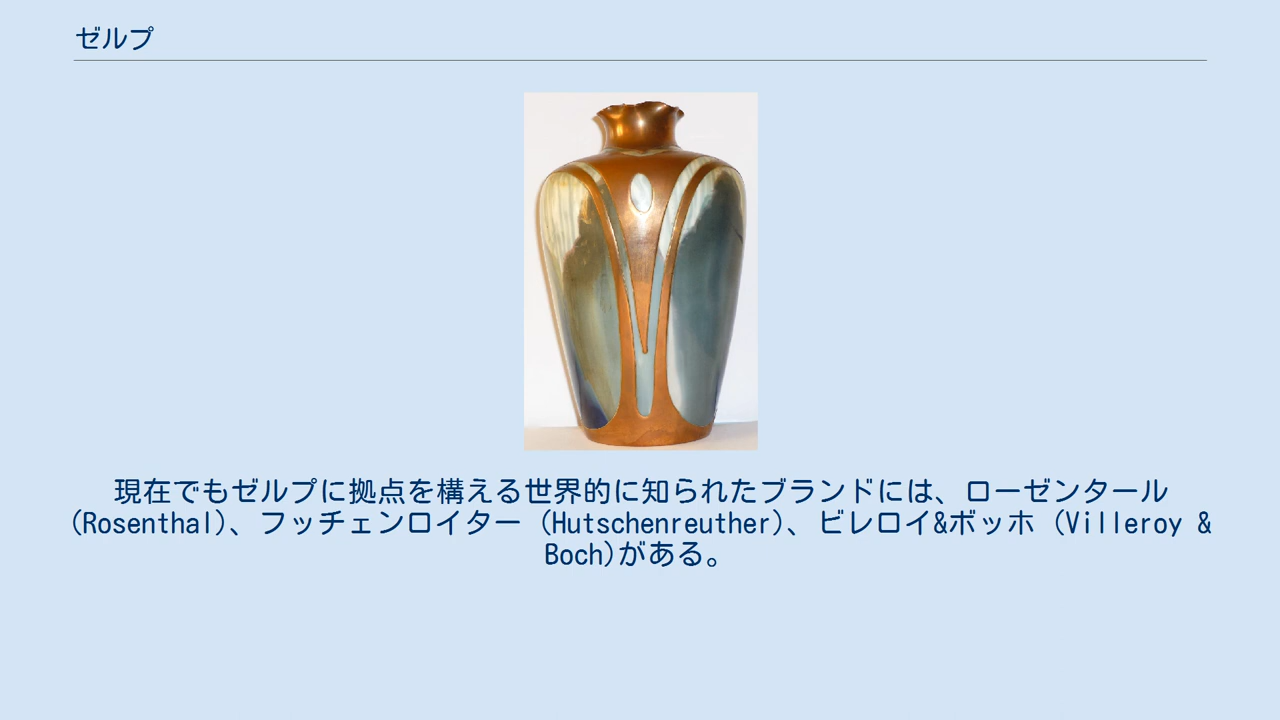 ゼルプ
現在でもゼルプに拠点を構える世界的に知られたブランドには、ローゼンタール
(Rosenthal)、フッチェンロイター (Hutschenreuther)、ビレロイ&ボッホ (Villeroy &
Boch)がある。